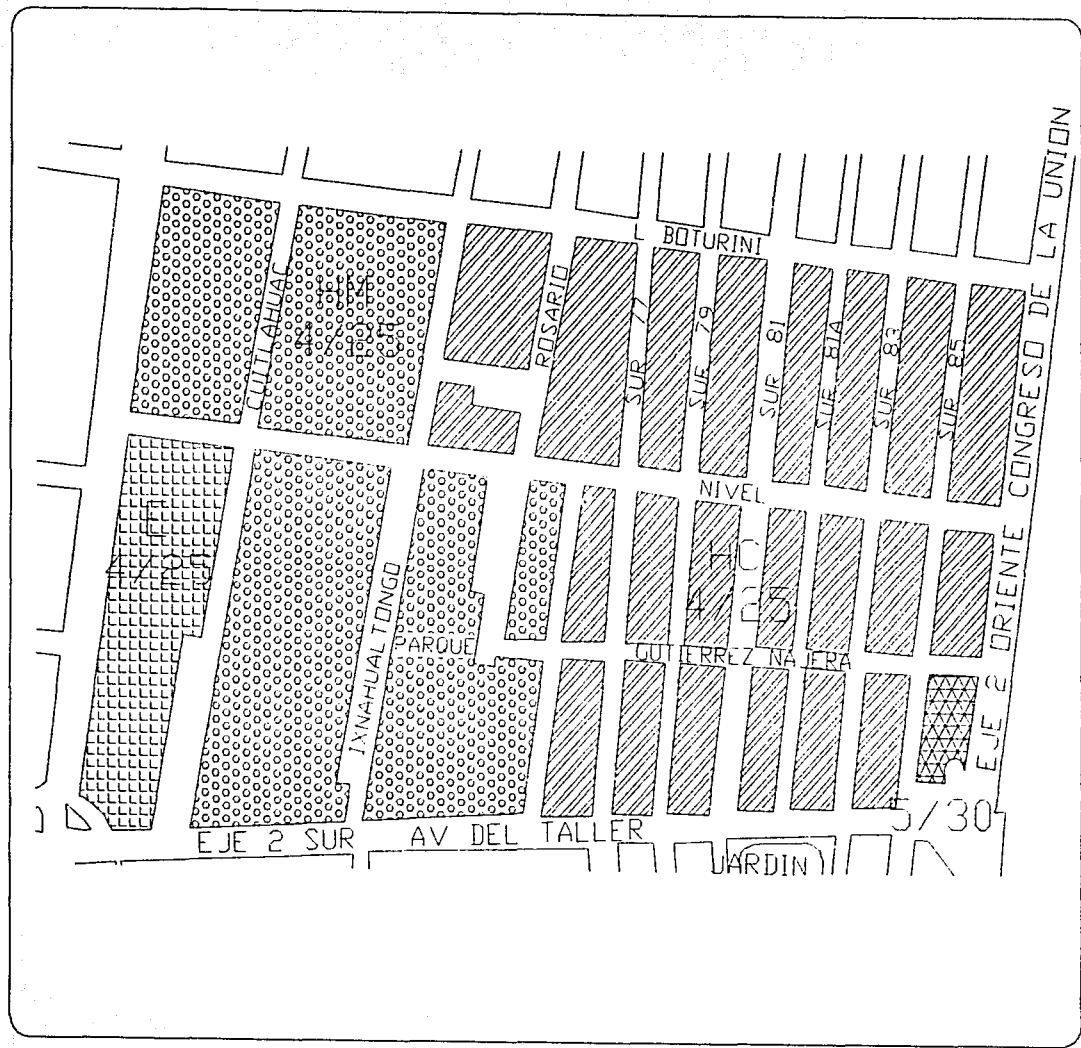 L BOTURINI
EJE 2 ORIENTE CONGRESO DE LA UNION
CUITLAHUAC
HM
ROSARIO
SUR 77
SUR 79
SUR 81
SUR 81A
SUR 83
SUR 85
NIVEL
E
4/25
HC
4/25
IXNAHUALTONGO
PARQUE
GUTIERREZ NAJERA
5/30
EJE 2 SUR AV DEL TALLER
JARDIN